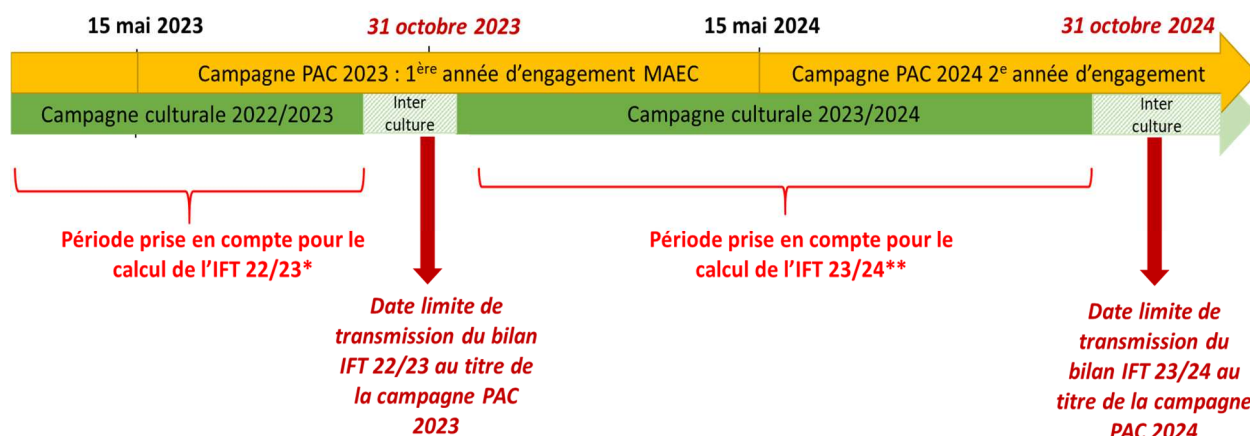 15 mai 2023
31 octobre 2023
15 mai 2024
31 octobre 2024
Campagne PAC 2023 : 1ère année d’engagement MAEC
Campagne PAC 2024 2e année d’engagement
Campagne culturale 2022/2023
Inter
culture
Campagne culturale 2023/2024
Inter
culture
Période prise en compte pour le
calcul de l’IFT 22/23*
Période prise en compte pour le
calcul de l’IFT 23/24**
Date limite de
transmission du bilan
IFT 22/23 au titre de
la campagne PAC
2023
Date limite de
transmission du
bilan IFT 23/24 au
titre de la campagne
PAC 2024